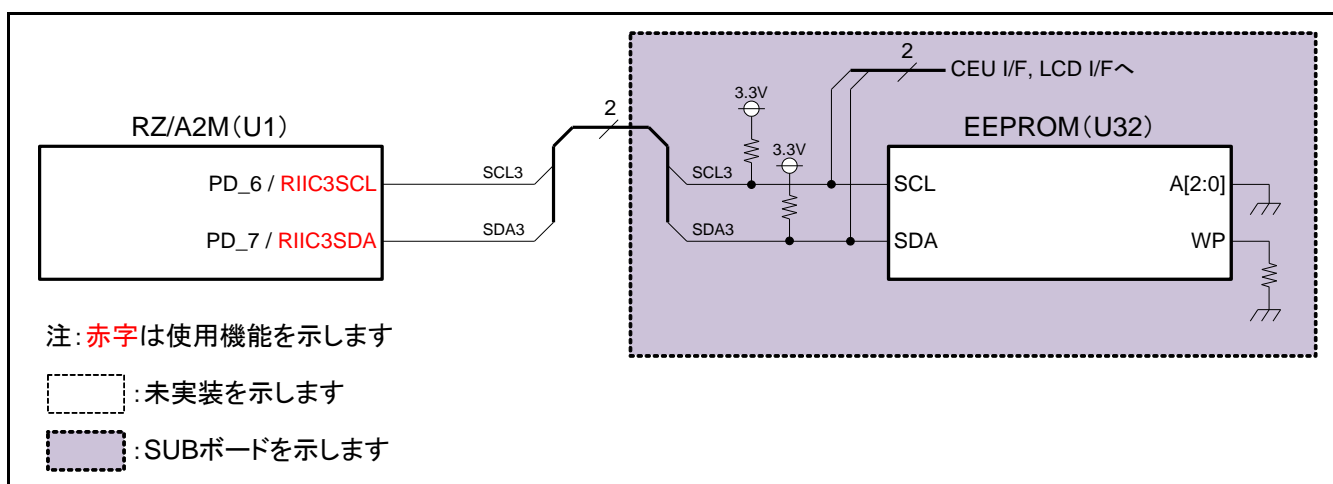 2
CEU I/F, LCD I/Fへ
3.3V
2
RZ/A2M(U1)
EEPROM(U32)
3.3V
PD_6 / RIIC3SCL
SCL3
SCL3
SCL
A[2:0]
PD_7 / RIIC3SDA
SDA3
SDA3
SDA
WP
注:赤字は使用機能を示します
:未実装を示します
:SUBボードを示します